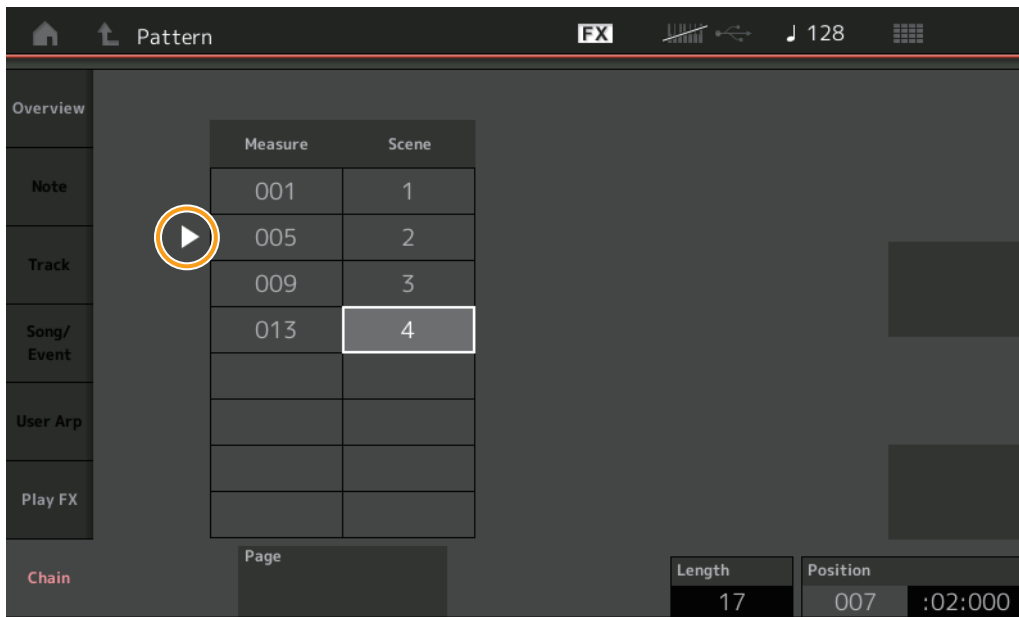 Pattern FX ♩ 128
Overview
Note
Track
Song/
Event
User Arp
Play FX
Chain
Measure Scene
001 1
005 2
009 3
013 4
Page
Length
17
Position
007 :02:000